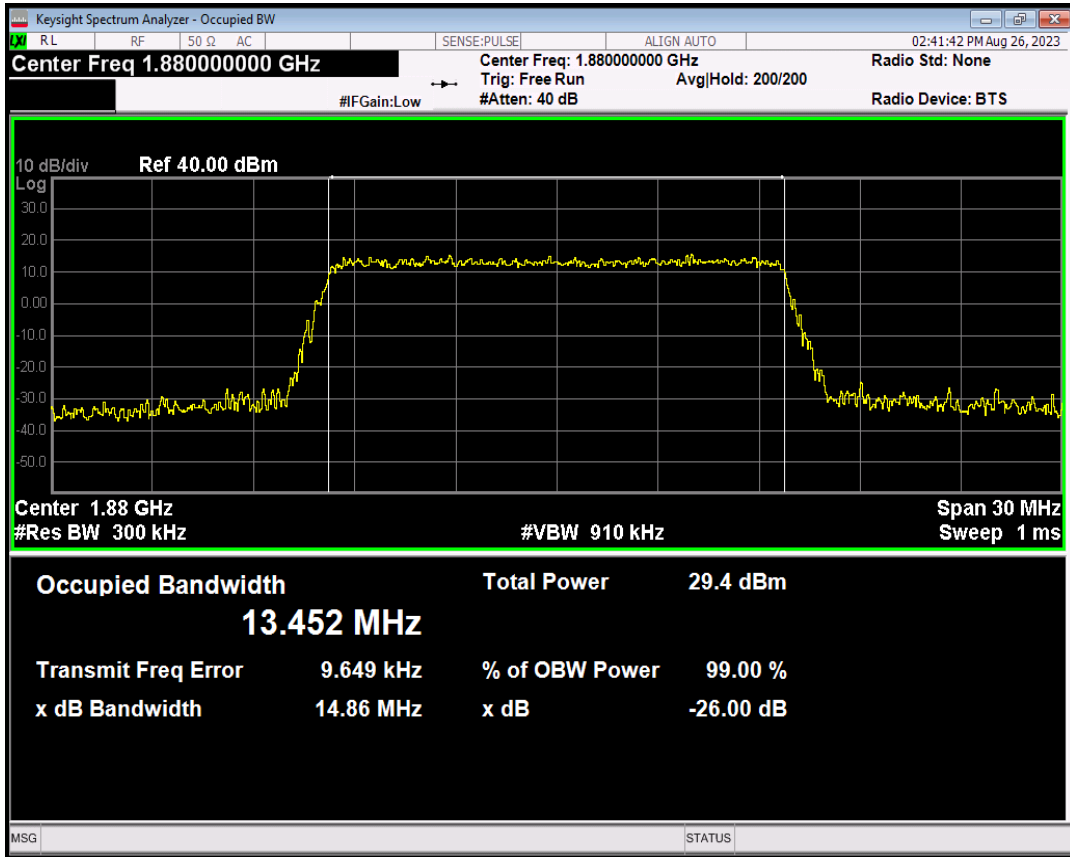 Keysight Spectrum Analyzer - Occupied BW
LXI RL RF 50 Ω AC SENSE:PULSE ALIGN AUTO 02:41:42 PM Aug 26, 2023
Center Freq 1.880000000 GHz Center Freq: 1.880000000 GHz Radio Std: None
Trig: Free Run Avg|Hold: 200/200
#IFGain:Low #Atten: 40 dB Radio Device: BTS
10 dB/div Ref 40.00 dBm
Log
30.0
20.0
10.0
0.00
-10.0
-20.0
-30.0
-40.0
-50.0
Center 1.88 GHz Span 30 MHz
#Res BW 300 kHz #VBW 910 kHz Sweep 1 ms
Occupied Bandwidth Total Power 29.4 dBm
13.452 MHz
Transmit Freq Error 9.649 kHz % of OBW Power 99.00 %
x dB Bandwidth 14.86 MHz x dB -26.00 dB
MSG STATUS